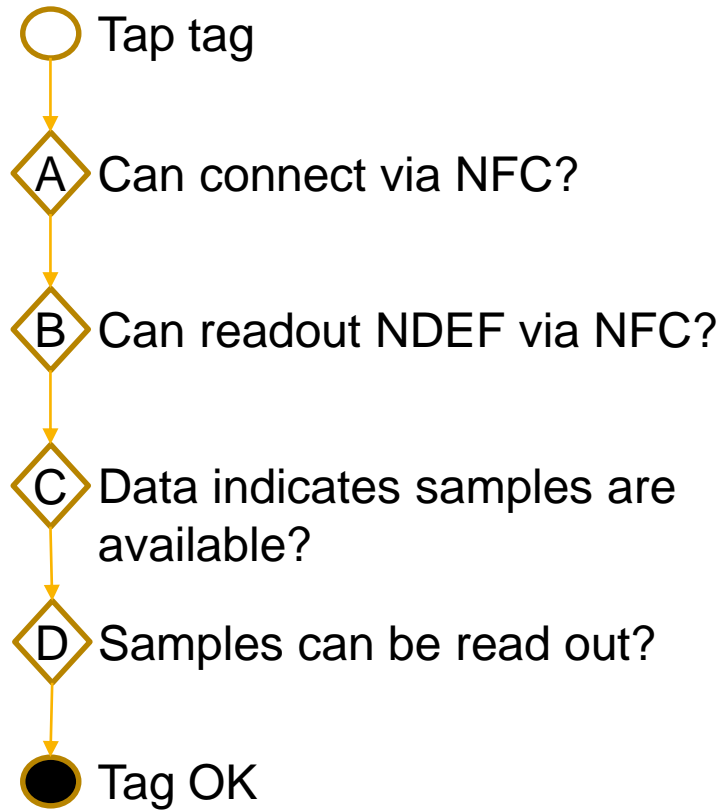 Tap tag
A Can connect via NFC?
B Can readout NDEF via NFC?
C Data indicates samples are
available?
D Samples can be read out?
Tag OK